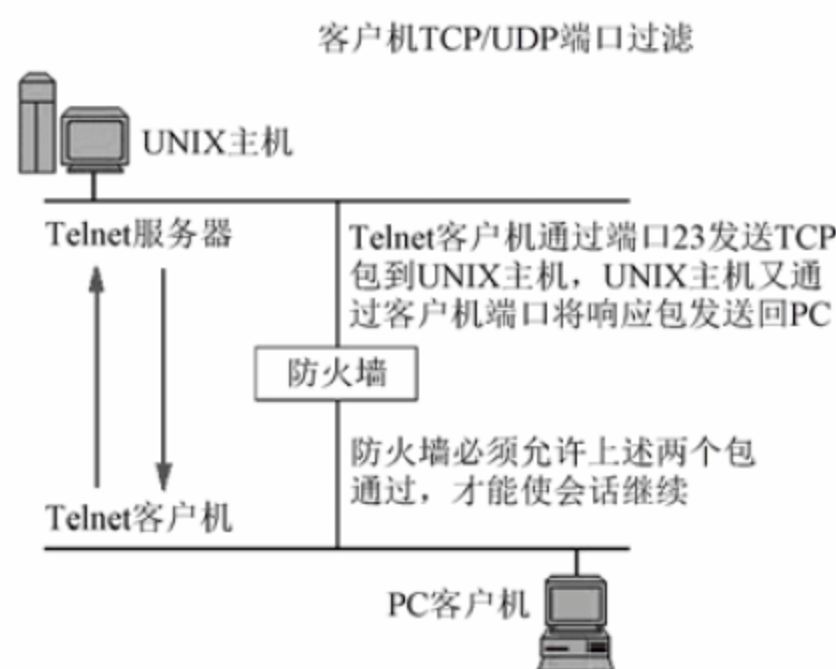 客户机TCP/UDP端口过滤
UNIX主机
Telnet服务器
Telnet客户机通过端口23发送TCP
包到UNIX主机，UNIX主机又通
过客户机端口将响应包发送回PC
防火墙
防火墙必须允许上述两个包
通过，才能使会话继续
Telnet客户机
PC客户机